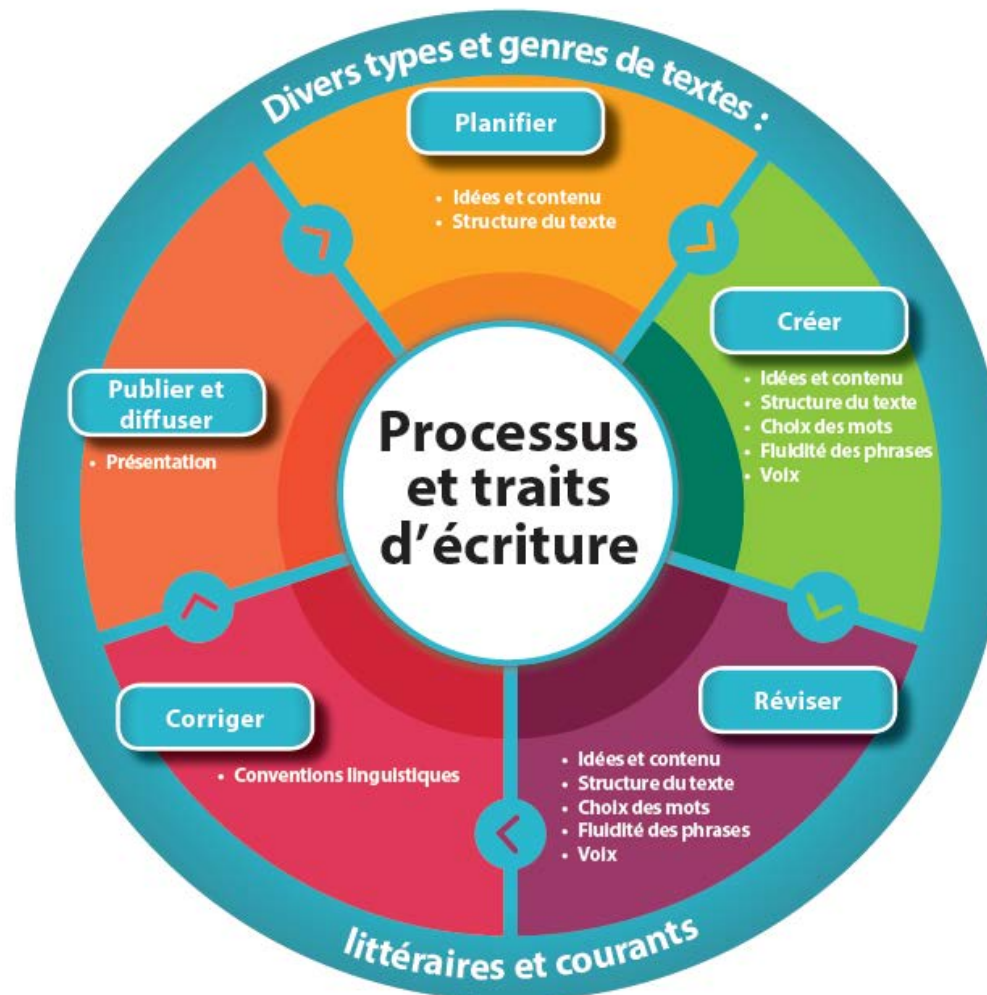 Divers types et genres de textes :
Planifier
• Idées et contenu
• Structure du texte
Créer
• Idées et contenu
• Structure du texte
• Choix des mots
• Fluidité des phrases
• Voix
Réviser
• Idées et contenu
• Structure du texte
• Choix des mots
• Fluidité des phrases
• Voix
Corriger
• Conventions linguistiques
Publier et
diffuser
• Présentation
Processus
et traits
d'écriture
littéraires et courants